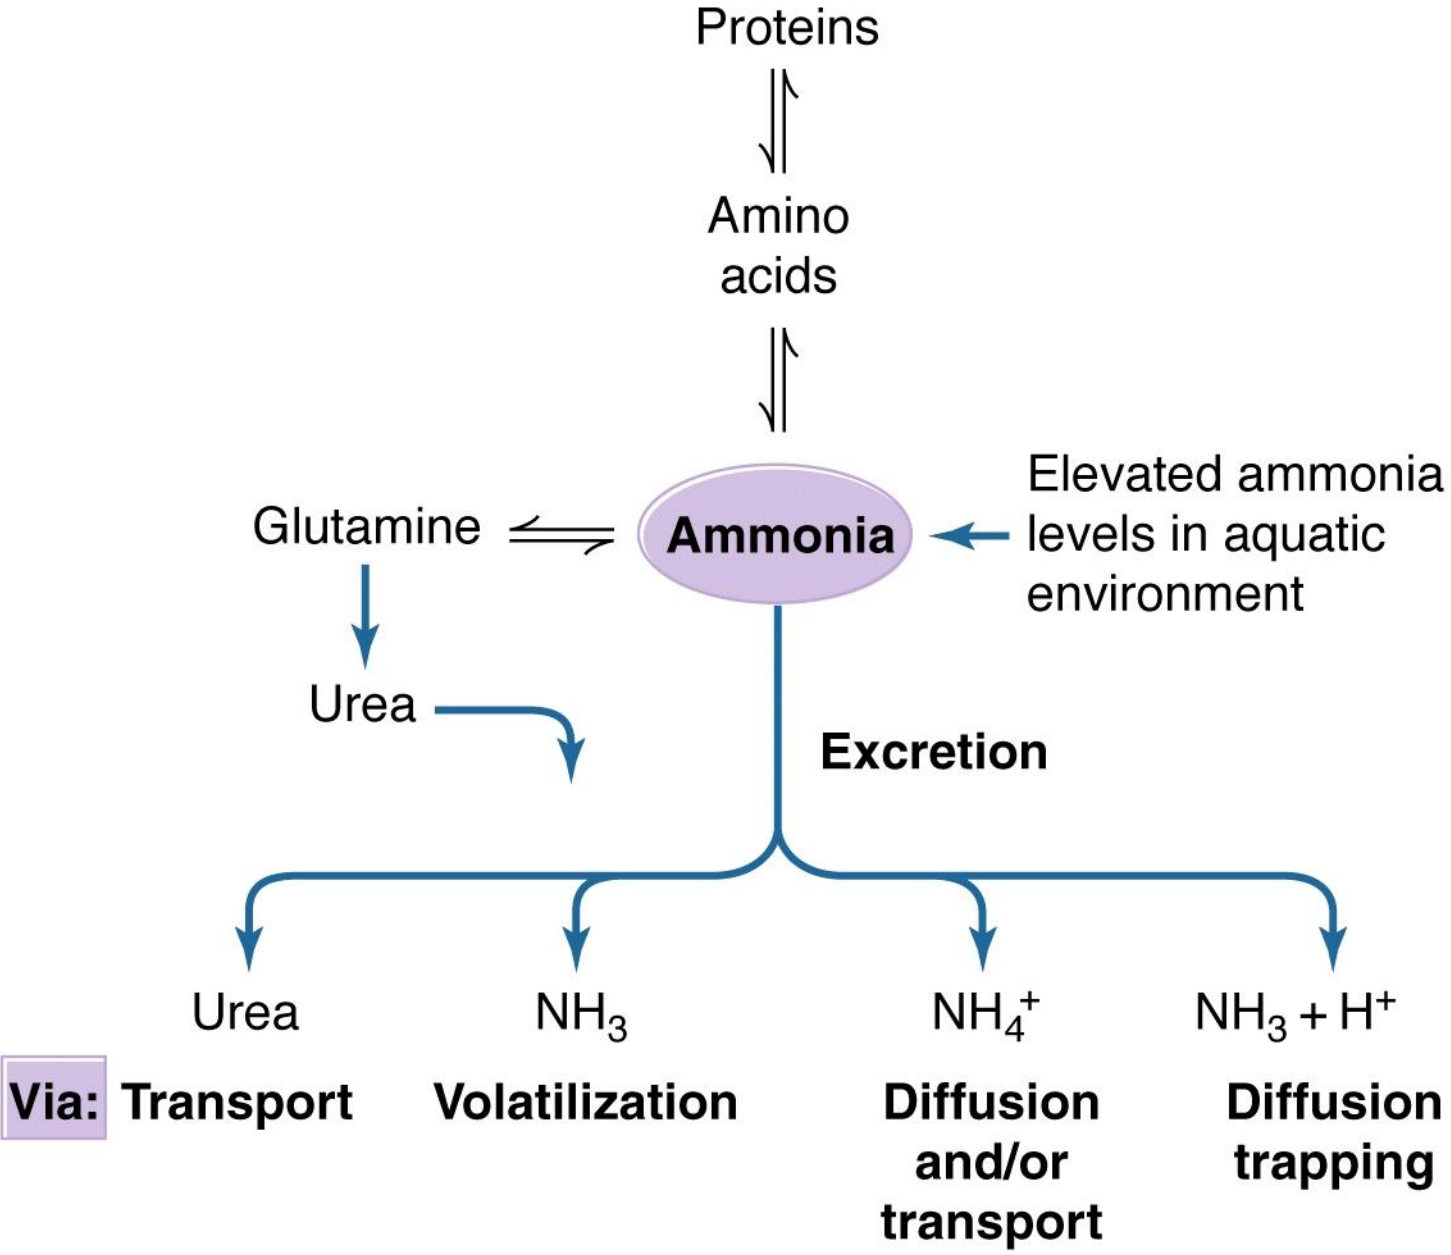 Proteins
Amino
acids
Glutamine
Ammonia
Elevated ammonia
levels in aquatic
environment
Urea
Excretion
Urea
NH₃
NH₄⁺
NH₃ + H⁺
Via:
Transport
Volatilization
Diffusion
and/or
transport
Diffusion
trapping